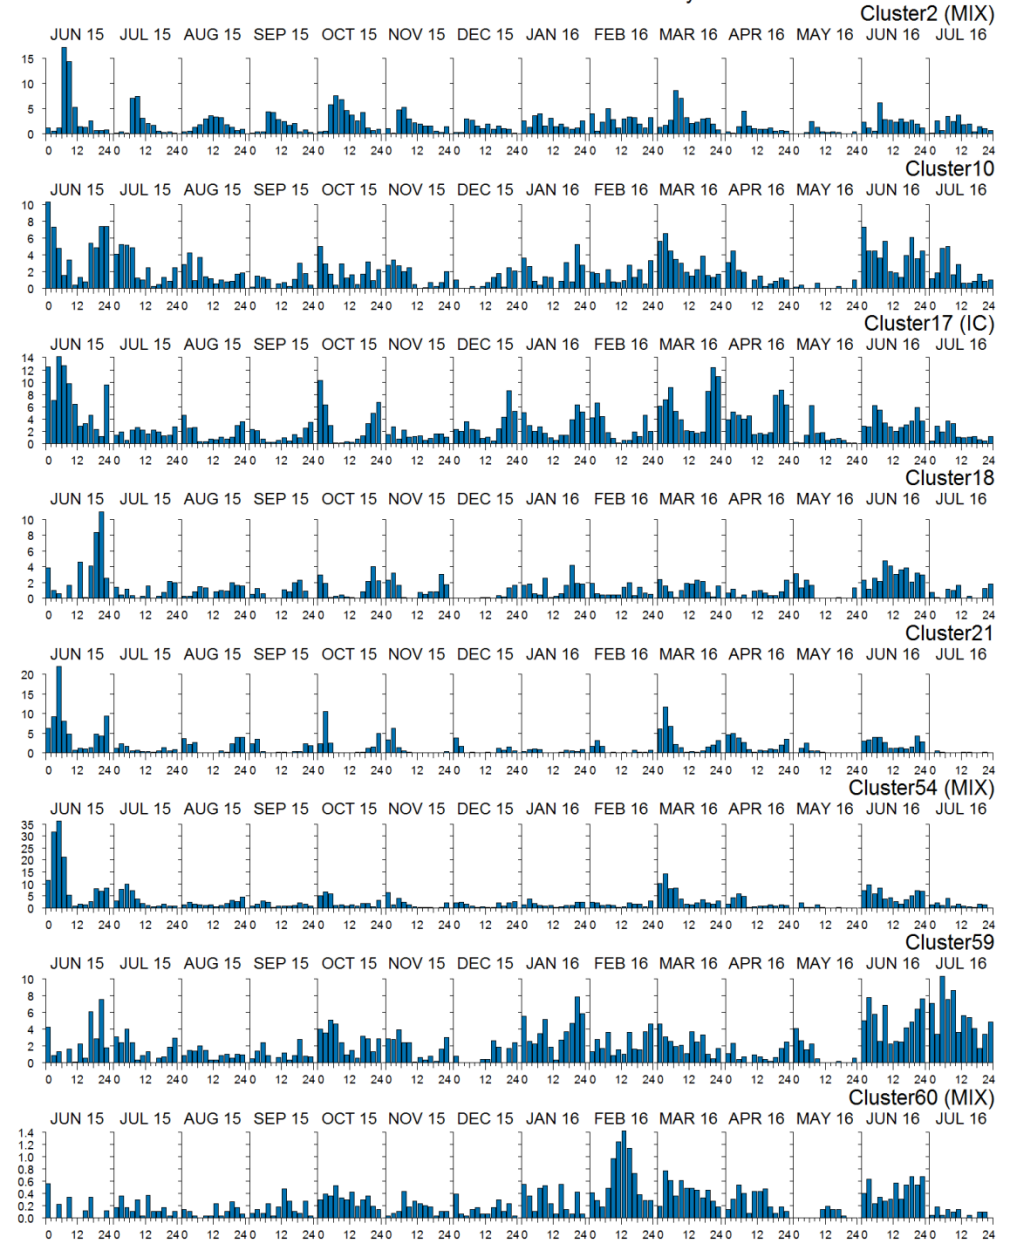 Cluster2 (MIX)
JUN 15 JUL 15 AUG 15 SEP 15 OCT 15 NOV 15 DEC 15 JAN 16 FEB 16 MAR 16 APR 16 MAY 16 JUN 16 JUL 16
15
10
5
0
0 12 24 0 12 24 0 12 24 0 12 24 0 12 24 0 12 24 0 12 24 0 12 24 0 12 24 0 12 24 0 12 24 0 12 24 0 12 24 0 12 24
Cluster10
JUN 15 JUL 15 AUG 15 SEP 15 OCT 15 NOV 15 DEC 15 JAN 16 FEB 16 MAR 16 APR 16 MAY 16 JUN 16 JUL 16
10
8
6
4
2
0
0 12 24 0 12 24 0 12 24 0 12 24 0 12 24 0 12 24 0 12 24 0 12 24 0 12 24 0 12 24 0 12 24 0 12 24 0 12 24 0 12 24
Cluster17 (IC)
JUN 15 JUL 15 AUG 15 SEP 15 OCT 15 NOV 15 DEC 15 JAN 16 FEB 16 MAR 16 APR 16 MAY 16 JUN 16 JUL 16
14
12
10
8
6
4
2
0
0 12 24 0 12 24 0 12 24 0 12 24 0 12 24 0 12 24 0 12 24 0 12 24 0 12 24 0 12 24 0 12 24 0 12 24 0 12 24 0 12 24
Cluster18
JUN 15 JUL 15 AUG 15 SEP 15 OCT 15 NOV 15 DEC 15 JAN 16 FEB 16 MAR 16 APR 16 MAY 16 JUN 16 JUL 16
10
8
6
4
2
0
0 12 24 0 12 24 0 12 24 0 12 24 0 12 24 0 12 24 0 12 24 0 12 24 0 12 24 0 12 24 0 12 24 0 12 24 0 12 24 0 12 24
Cluster21
JUN 15 JUL 15 AUG 15 SEP 15 OCT 15 NOV 15 DEC 15 JAN 16 FEB 16 MAR 16 APR 16 MAY 16 JUN 16 JUL 16
20
15
10
5
0
0 12 24 0 12 24 0 12 24 0 12 24 0 12 24 0 12 24 0 12 24 0 12 24 0 12 24 0 12 24 0 12 24 0 12 24 0 12 24 0 12 24
Cluster54 (MIX)
JUN 15 JUL 15 AUG 15 SEP 15 OCT 15 NOV 15 DEC 15 JAN 16 FEB 16 MAR 16 APR 16 MAY 16 JUN 16 JUL 16
35
30
25
20
15
10
5
0
0 12 24 0 12 24 0 12 24 0 12 24 0 12 24 0 12 24 0 12 24 0 12 24 0 12 24 0 12 24 0 12 24 0 12 24 0 12 24 0 12 24
Cluster59
JUN 15 JUL 15 AUG 15 SEP 15 OCT 15 NOV 15 DEC 15 JAN 16 FEB 16 MAR 16 APR 16 MAY 16 JUN 16 JUL 16
10
8
6
4
2
0
0 12 24 0 12 24 0 12 24 0 12 24 0 12 24 0 12 24 0 12 24 0 12 24 0 12 24 0 12 24 0 12 24 0 12 24 0 12 24 0 12 24
Cluster60 (MIX)
JUN 15 JUL 15 AUG 15 SEP 15 OCT 15 NOV 15 DEC 15 JAN 16 FEB 16 MAR 16 APR 16 MAY 16 JUN 16 JUL 16
1.4
1.2
1.0
0.8
0.6
0.4
0.2
0.0
0 12 24 0 12 24 0 12 24 0 12 24 0 12 24 0 12 24 0 12 24 0 12 24 0 12 24 0 12 24 0 12 24 0 12 24 0 12 24 0 12 24